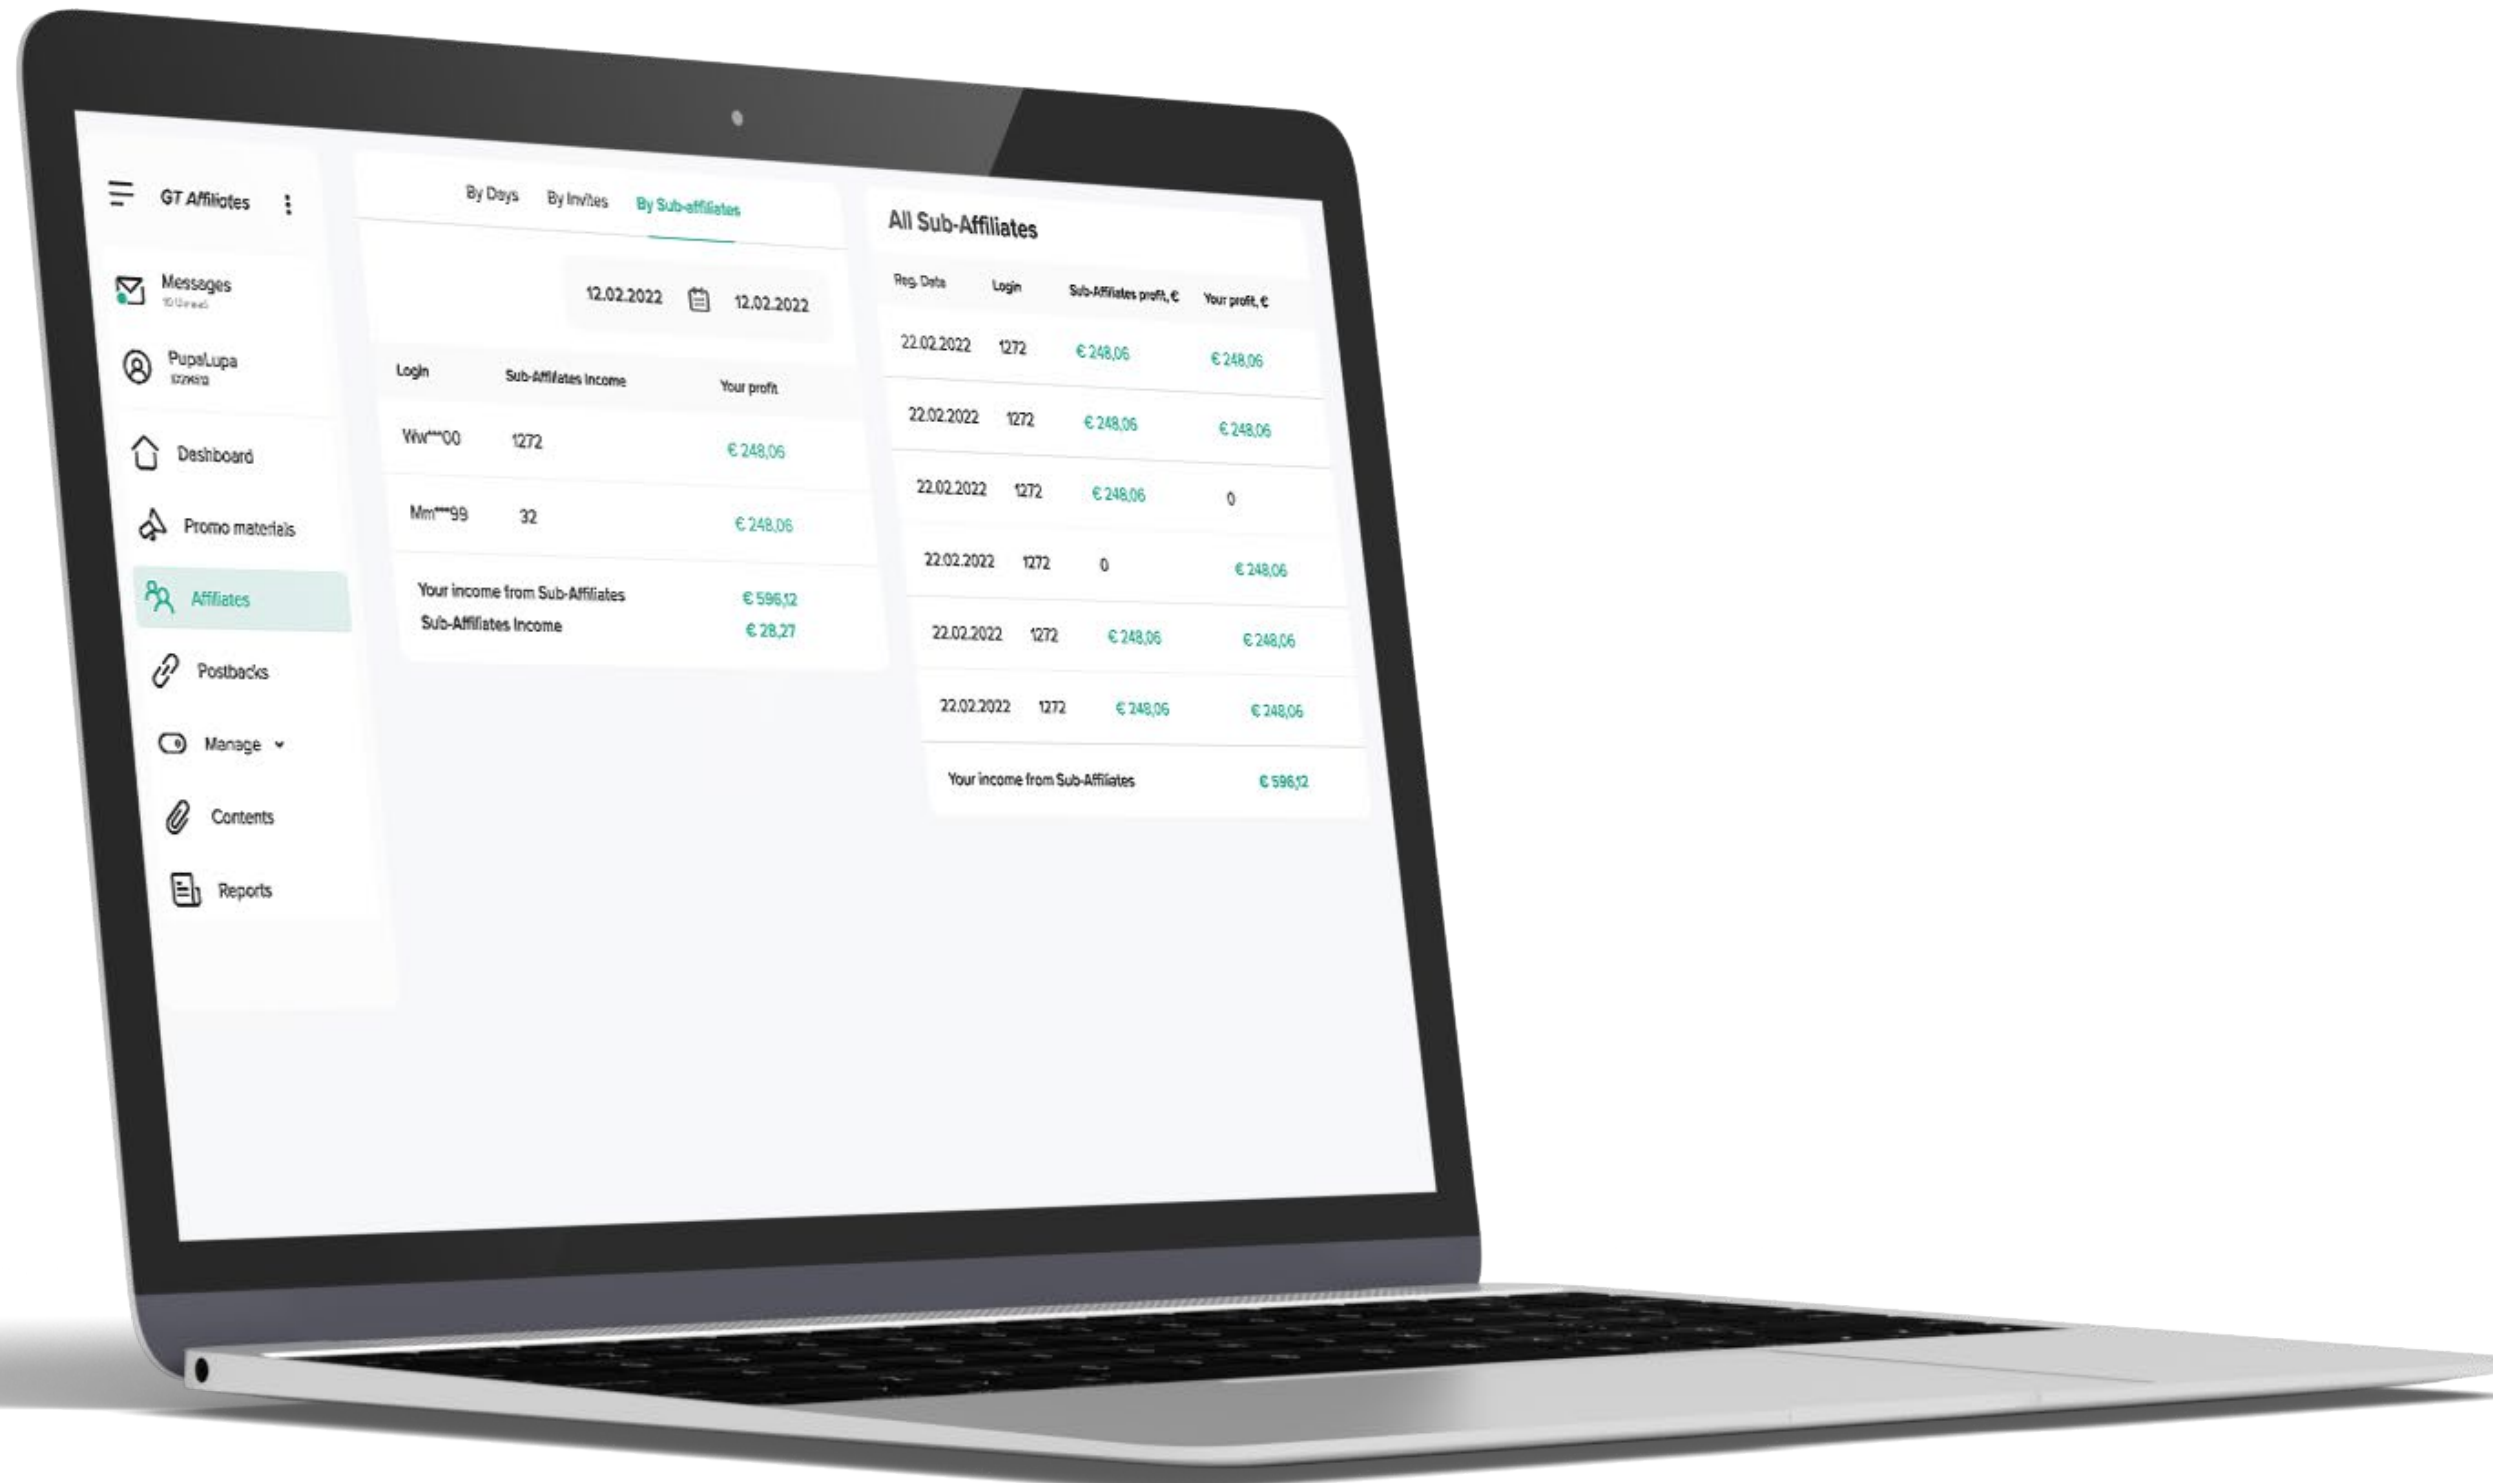 GT Affiliates
Messages
PupaLupa
Dashboard
Promo materials
Affiliates
Postbacks
Manage
Contents
Reports
By Days By Invites By Sub-affiliates
12.02.2022 12.02.2022
Login Sub-Affiliates Income Your profit
Ww***00 1272 € 248,06
Mm***99 32 € 248,06
Your income from Sub-Affiliates € 596,12
Sub-Affiliates Income € 28,27
All Sub-Affiliates
Reg. Date Login Sub-Affiliates profit, € Your profit, €
22.02.2022 1272 € 248,06 € 248,06
22.02.2022 1272 € 248,06 € 248,06
22.02.2022 1272 € 248,06 0
22.02.2022 1272 0 € 248,06
22.02.2022 1272 € 248,06 € 248,06
22.02.2022 1272 € 248,06 € 248,06
Your income from Sub-Affiliates € 596,12